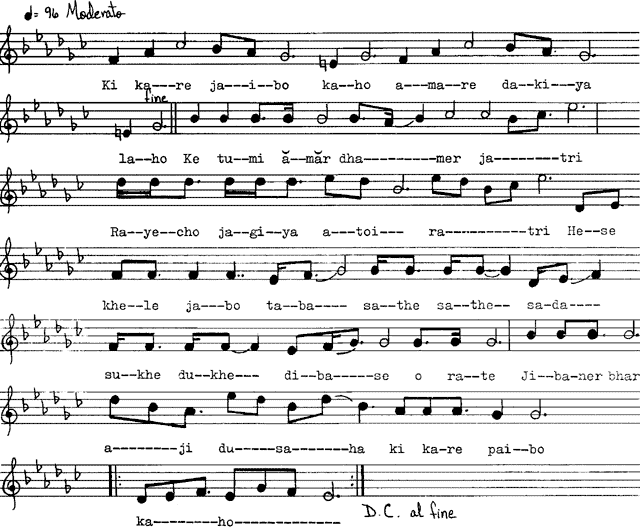 ♩= 96 Moderato
Ki ka---re ja---i--bo ka--ho a--ma--re da--ki--ya
fine
la--ho Ke tu--mi ă--măr dha---------mer ja-------tri
Ra--ye--cho ja--gi--ya a--toi-- ra-----------tri He--se
khe--le ja--bo ta--ba---- sa--the sa--the-- sa-da----
su--khe du--khe--- di--ba-----se o ra--te Ji--ba-ner bhar
a-------ji du----sa-------ha ki ka-re pai--bo
ka--------ho--------------
D.C. al fine